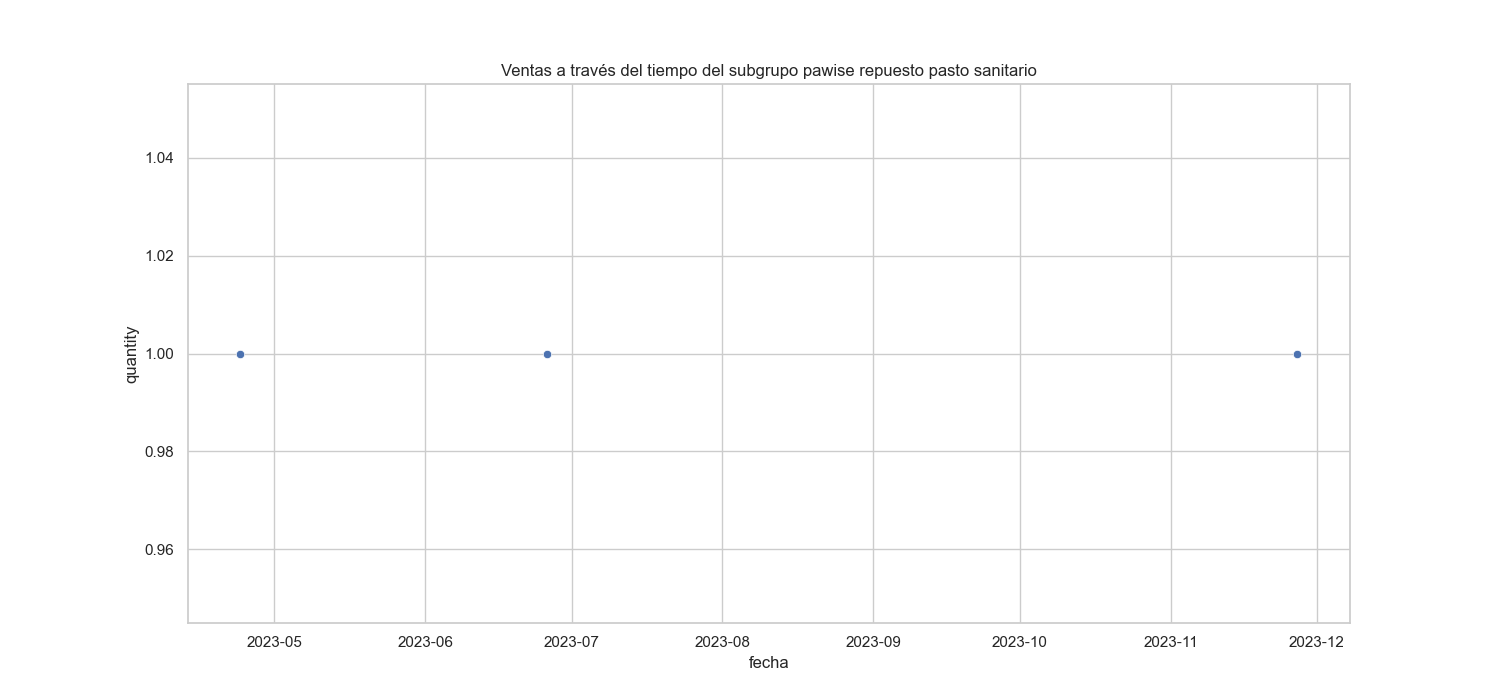 Ventas a través del tiempo del subgrupo pawise repuesto pasto sanitario
1.04
1.02
1.00
0.98
0.96
quantity
2023-05 2023-06 2023-07 2023-08 2023-09 2023-10 2023-11 2023-12
fecha